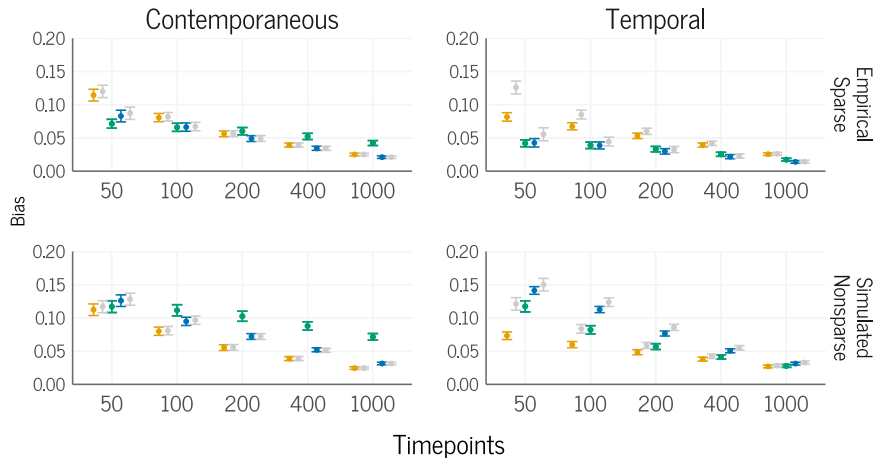 Contemporaneous Temporal
0.20 0.20
0.15 0.15
0.10 0.10
0.05 0.05
0.00 0.00
50 100 200 400 1000 50 100 200 400 1000
Empirical
Sparse
Bias
0.20 0.20
0.15 0.15
0.10 0.10
0.05 0.05
0.00 0.00
50 100 200 400 1000 50 100 200 400 1000
Simulated
Nonsparse
Timepoints